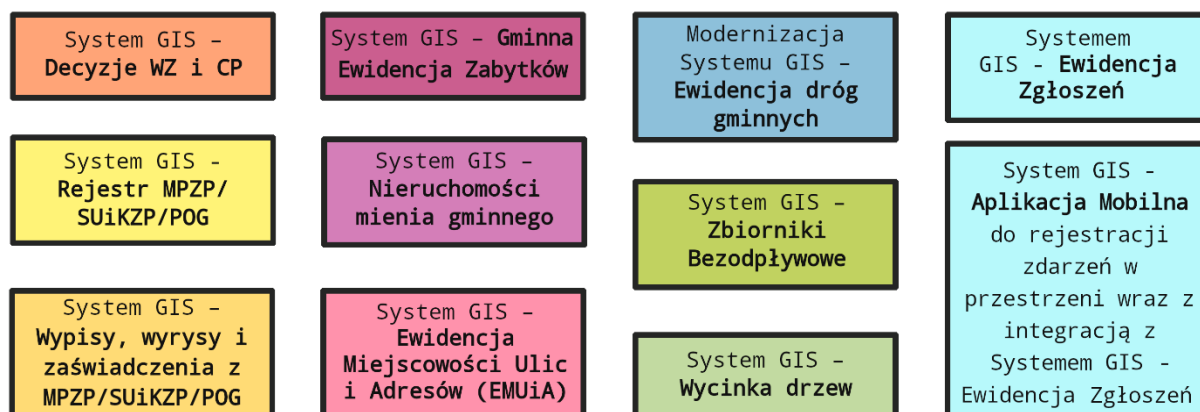 System GIS –
Decyzje WZ i CP
System GIS -
Rejestr MPZP/
SUiKZP/POG
System GIS –
Wypisy, wyrysy i
zaświadczenia z
MPZP/SUiKZP/POG
System GIS – Gminna
Ewidencja Zabytków
System GIS –
Nieruchomości
mienia gminnego
System GIS –
Ewidencja
Miejscowości Ulic
i Adresów (EMUiA)
Modernizacja
Systemu GIS –
Ewidencja dróg
gminnych
System GIS –
Zbiorniki
Bezodpływowe
System GIS –
Wycinka drzew
Systemem
GIS - Ewidencja
Zgłoszeń
System GIS -
Aplikacja Mobilna
do rejestracji
zdarzeń w
przestrzeni wraz z
integracją z
Systemem GIS -
Ewidencja Zgłoszeń